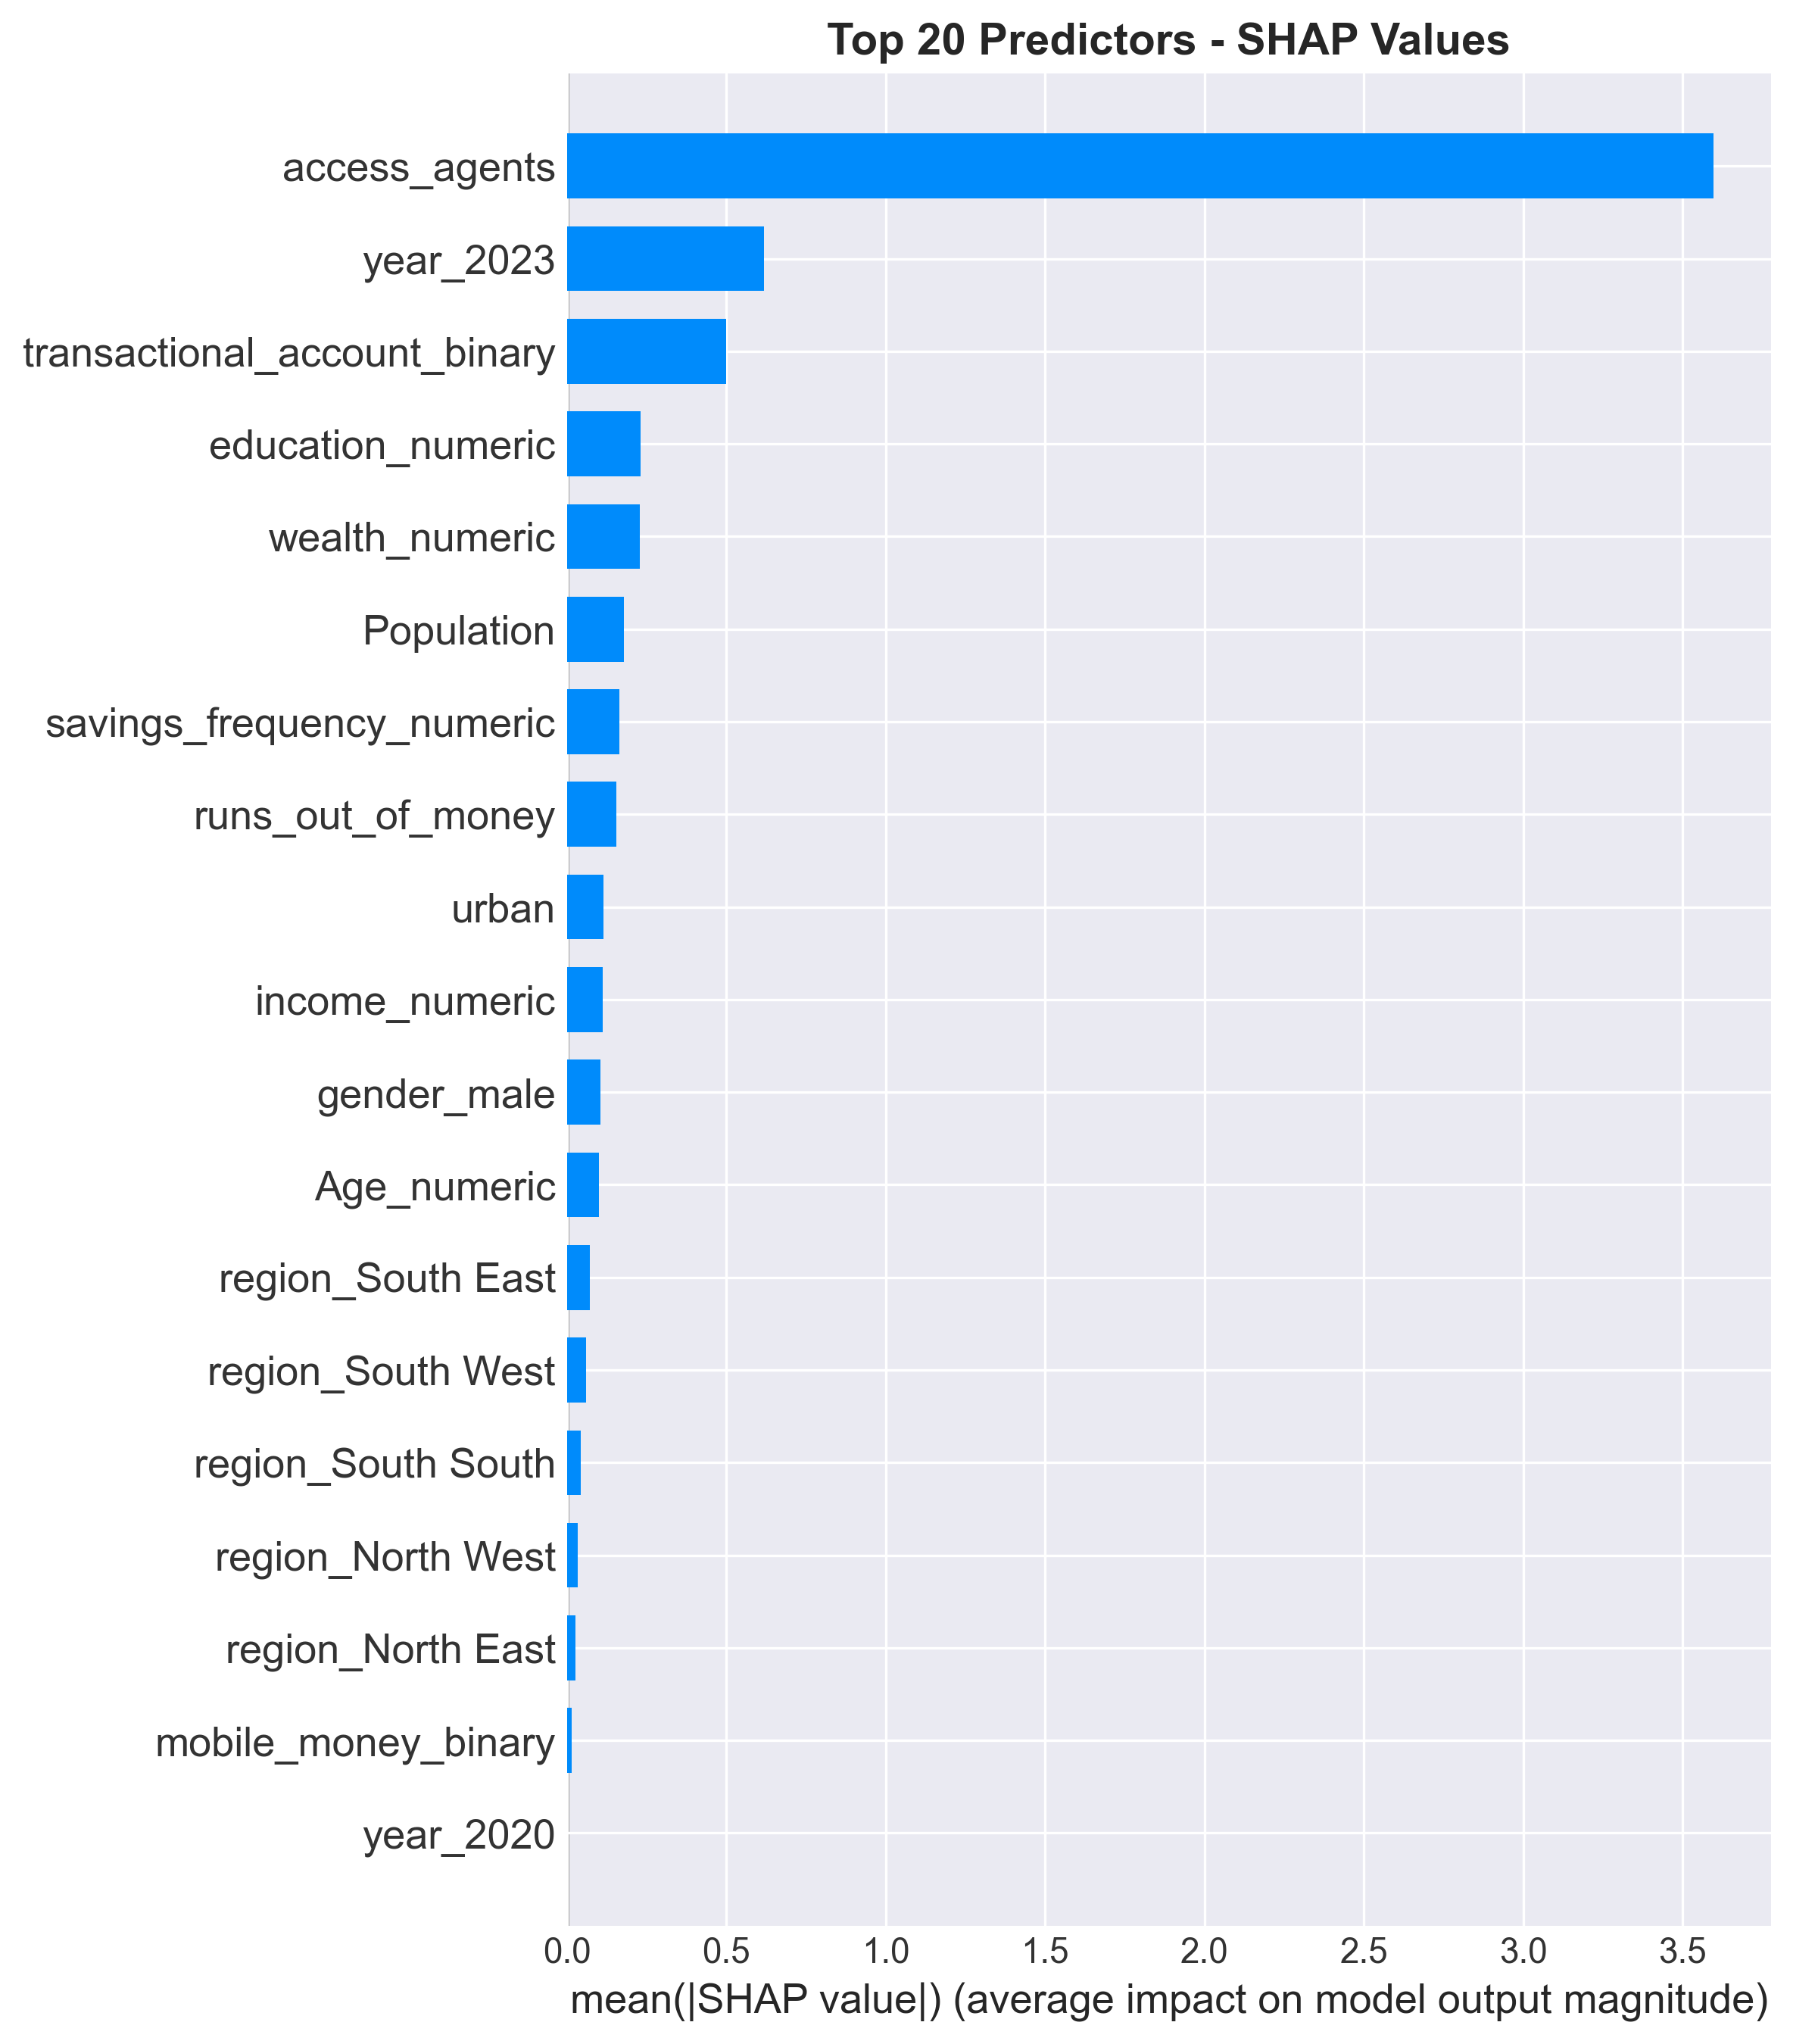 Top 20 Predictors - SHAP Values
access_agents
year_2023
transactional_account_binary
education_numeric
wealth_numeric
Population
savings_frequency_numeric
runs_out_of_money
urban
income_numeric
gender_male
Age_numeric
region_South East
region_South West
region_South South
region_North West
region_North East
mobile_money_binary
year_2020
0.0 0.5 1.0 1.5 2.0 2.5 3.0 3.5
mean(|SHAP value|) (average impact on model output magnitude)